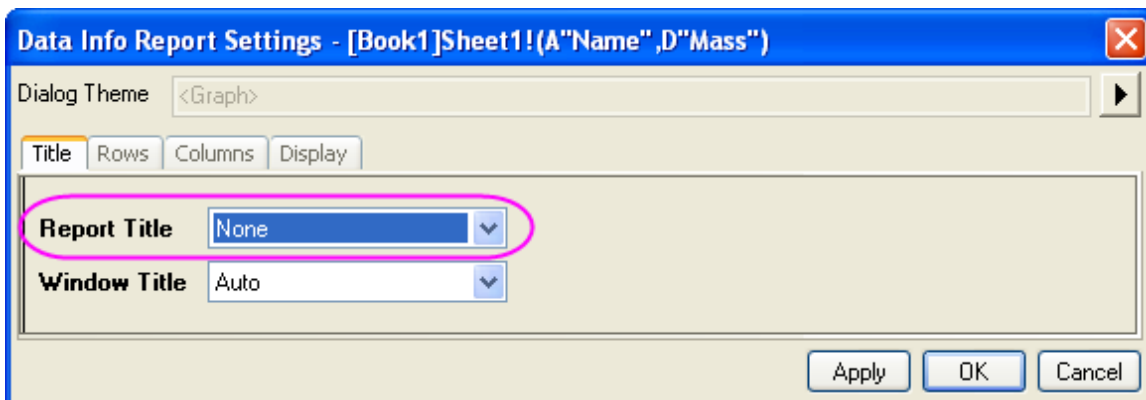 Data Info Report Settings - [Book1]Sheet1!(A"Name",D"Mass")
Dialog Theme <Graph>
Title Rows Columns Display
Report Title None
Window Title Auto
Apply OK Cancel